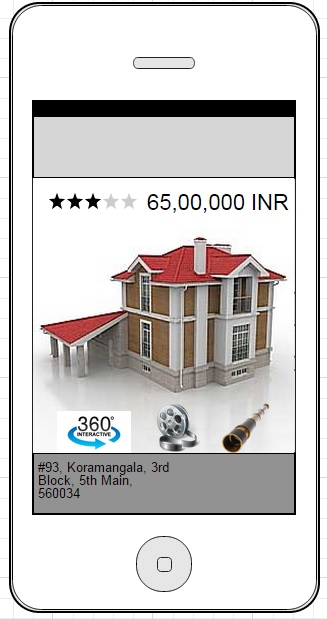 65,00,000 INR
360°
INTERACTIVE
#93, Koramangala, 3rd
Block, 5th Main,
560034